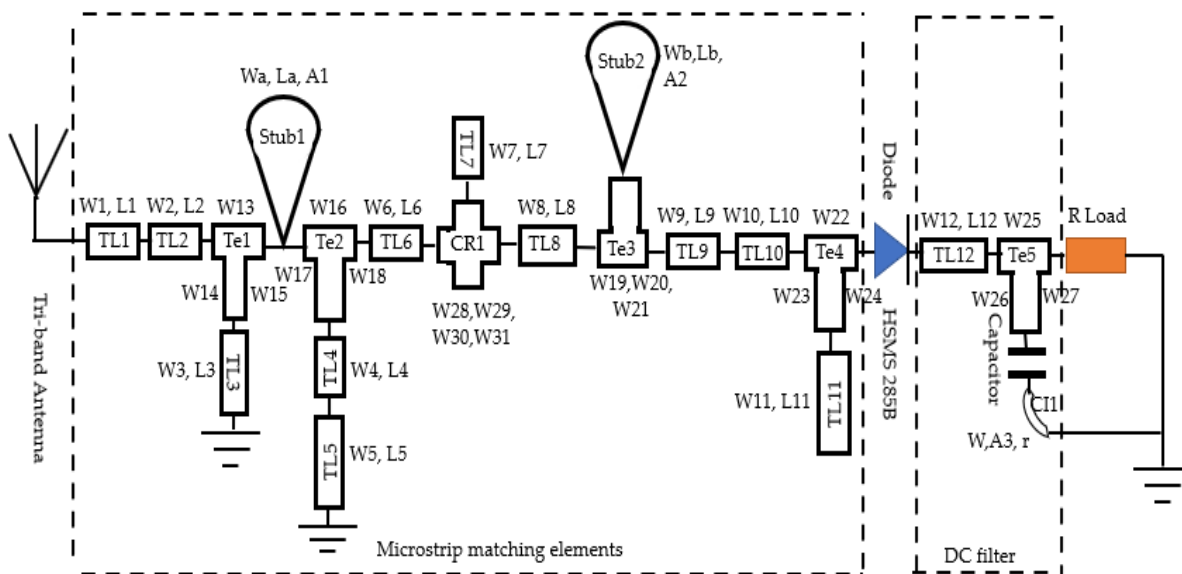 Wa, La, A1
Stub1
Stub2
Wb,Lb,
A2
TL7
W7, L7
Diode
W1, L1
W2, L2
W13
W16
W6, L6
W8, L8
W9, L9
W10, L10
W22
W12, L12
W25
R Load
TL1
TL2
Te1
Te2
TL6
CR1
TL8
Te3
TL9
TL10
Te4
TL12
Te5
W14
W15
W17
W18
W19,W20,
W21
W23
W24
W26
W27
W28,W29,
W30,W31
Tri-band Antenna
W3, L3
TL3
TL4
W4, L4
TL5
W5, L5
W11, L11
TL11
HSMS 285B
Capacitor
CI1
W,A3, r
Microstrip matching elements
DC filter